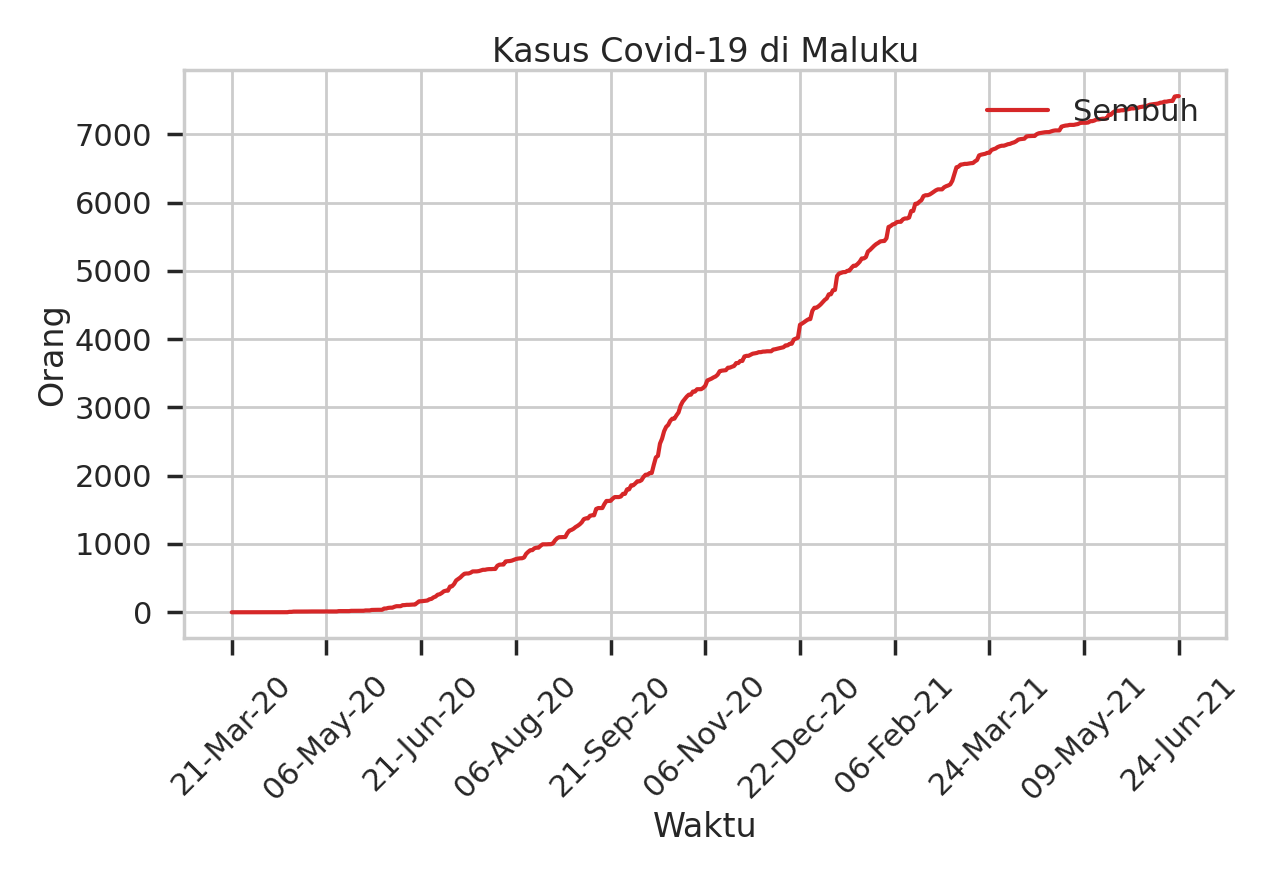 Kasus Covid-19 di Maluku
Sembuh
Orang
7000
6000
5000
4000
3000
2000
1000
0
21-Mar-20
06-May-20
21-Jun-20
06-Aug-20
21-Sep-20
06-Nov-20
22-Dec-20
06-Feb-21
24-Mar-21
09-May-21
24-Jun-21
Waktu